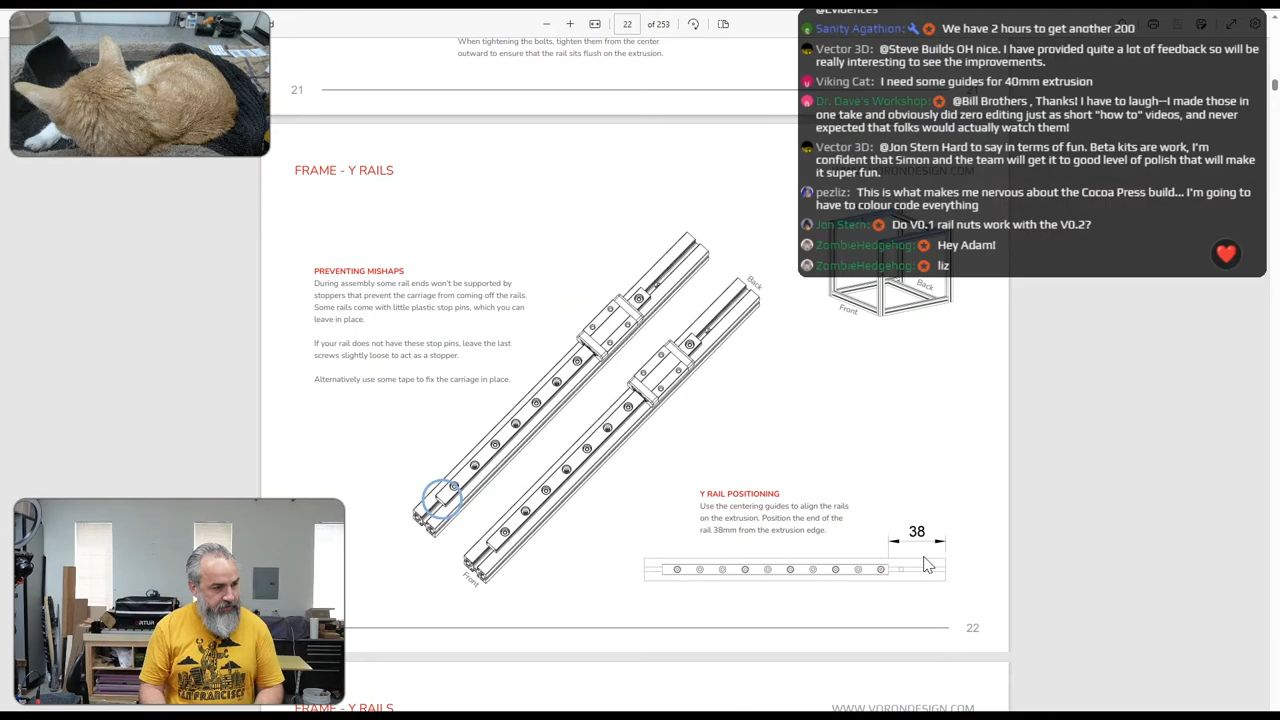 22 of 253
@Evidences
Sanity Agathion: We have 2 hours to get another 200
Vector 3D: @Steve Builds OH nice. I have provided quite a lot of feedback so will be
really interesting to see the improvements.
Viking Cat: I need some guides for 40mm extrusion
Dr. Dave's Workshop: @Bill Brothers , Thanks! I have to laugh--I made those in
one take and obviously did zero editing just as short "how to" videos, and never
expected that folks would actually watch them!
Vector 3D: @Jon Stern Hard to say in terms of fun. Beta kits are work, I'm
confident that Simon and the team will get it to good level of polish that will make
it super fun.
pezliz: This is what makes me nervous about the Cocoa Press build... I'm going to
have to colour code everything
Jon Stern: Do V0.1 rail nuts work with the V0.2?
ZombieHedgehog: Hey Adam!
ZombieHedgehog: liz
When tightening the bolts, tighten them from the center
outward to ensure that the rail sits flush on the extrusion.
21
FRAME - Y RAILS
PREVENTING MISHAPS
During assembly some rail ends won't be supported by
stoppers that prevent the carriage from coming off the rails.
Some rails come with little plastic stop pins, which you can
leave in place.
If your rail does not have these stop pins, leave the last
screws slightly loose to act as a stopper.
Alternatively use some tape to fix the carriage in place.
Back
Front
Back
Front
Y RAIL POSITIONING
Use the centering guides to align the rails
on the extrusion. Position the end of the
rail 38mm from the extrusion edge.
38
22
FRAME - Y RAILS
WWW.VORONDESIGN.COM
SAN FRANCISCO